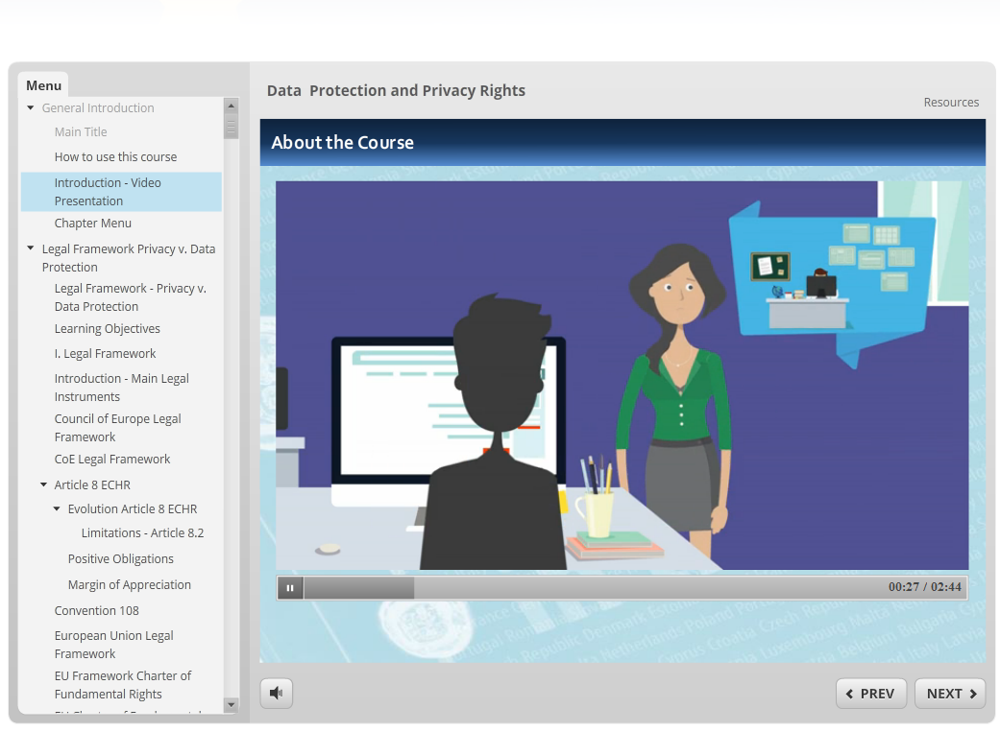 Menu
General Introduction
Main Title
How to use this course
Introduction - Video
Presentation
Chapter Menu
Legal Framework Privacy v. Data
Protection
Legal Framework - Privacy v.
Data Protection
Learning Objectives
I. Legal Framework
Introduction - Main Legal
Instruments
Council of Europe Legal
Framework
CoE Legal Framework
Article 8 ECHR
Evolution Article 8 ECHR
Limitations - Article 8.2
Positive Obligations
Margin of Appreciation
Convention 108
European Union Legal
Framework
EU Framework Charter of
Fundamental Rights
Data  Protection and Privacy Rights
Resources
About the Course
00:27 / 02:44
PREV
NEXT